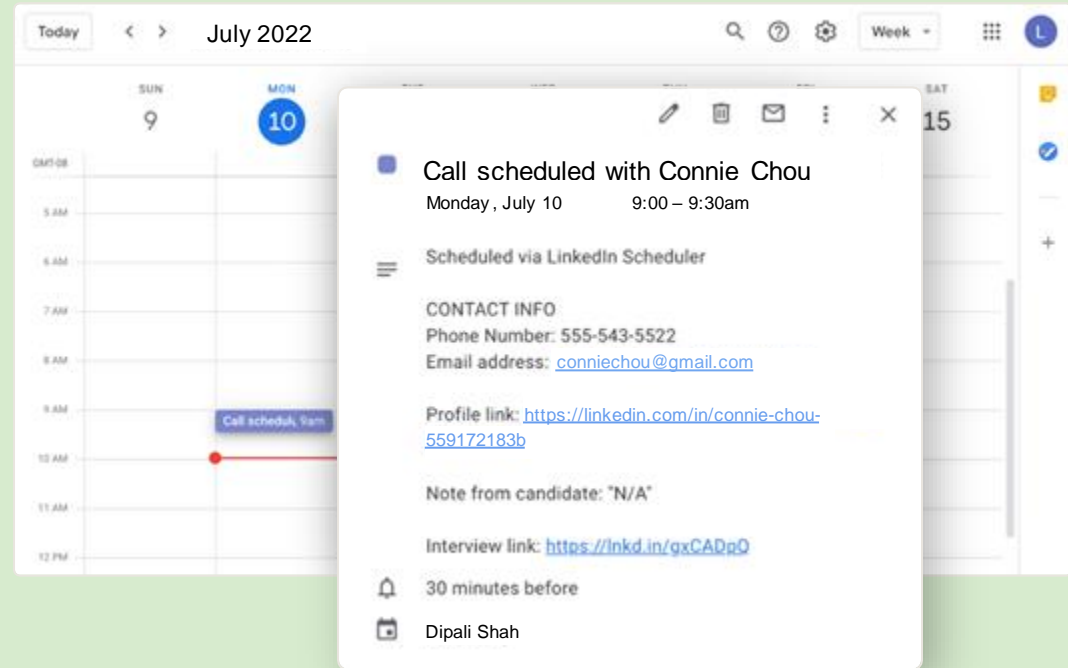 Today
July 2022
Week
L
SUN
MON
SAT
9
10
15
GMT-08
5 AM
6 AM
7 AM
8 AM
9 AM
Call schedul, 9am
10 AM
11 AM
12 PM
Call scheduled with Connie Chou
Monday, July 10 9:00 – 9:30am
Scheduled via LinkedIn Scheduler
CONTACT INFO
Phone Number: 555-543-5522
Email address: conniechou@gmail.com
Profile link: https://linkedin.com/in/connie-chou-
559172183b
Note from candidate: "N/A"
Interview link: https://lnkd.in/gxCADpQ
30 minutes before
Dipali Shah